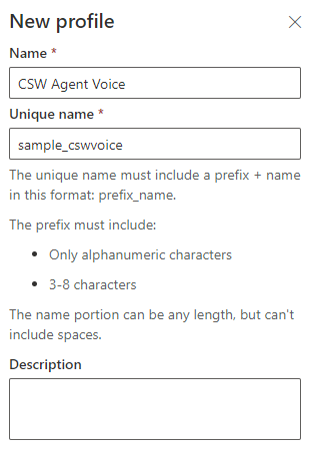 New profile
Name *
CSW Agent Voice
Unique name *
sample_cswvoice
The unique name must include a prefix + name
in this format: prefix_name.
The prefix must include:
• Only alphanumeric characters
• 3-8 characters
The name portion can be any length, but can't
include spaces.
Description